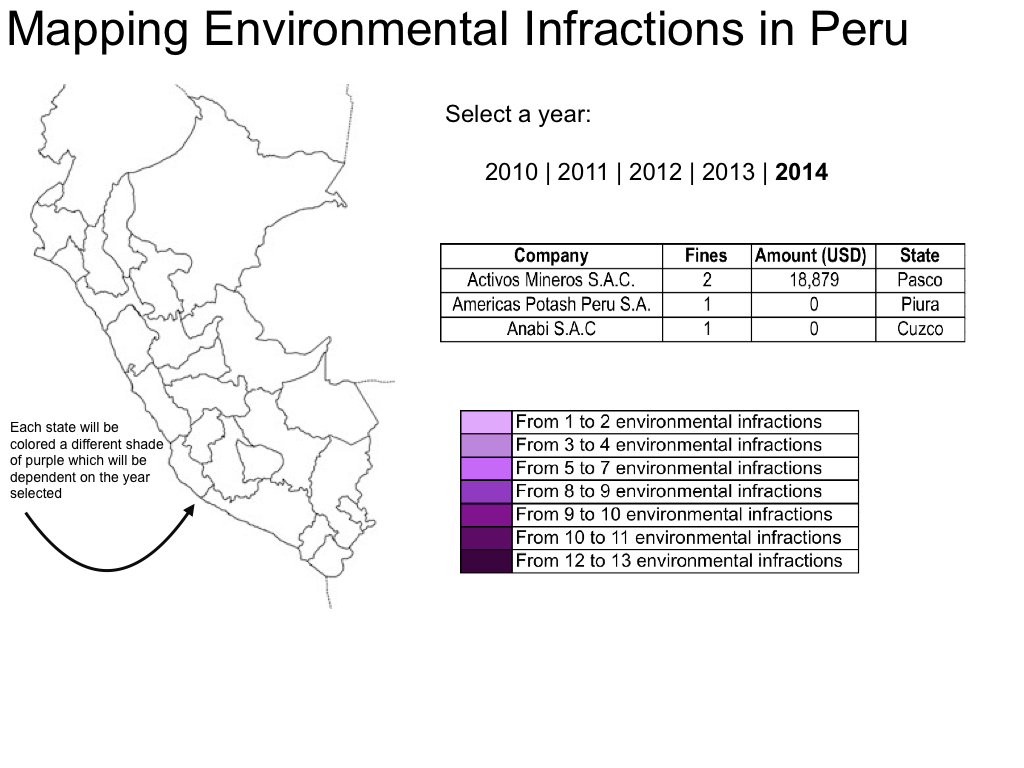 Mapping Environmental Infractions in Peru
Select a year:
2010 | 2011 | 2012 | 2013 | 2014
Company Fines Amount (USD) State
Activos Mineros S.A.C. 2 18,879 Pasco
Americas Potash Peru S.A. 1 0 Piura
Anabi S.A.C 1 0 Cuzco
Each state will be
colored a different shade
of purple which will be
dependent on the year
selected
From 1 to 2 environmental infractions
From 3 to 4 environmental infractions
From 5 to 7 environmental infractions
From 8 to 9 environmental infractions
From 9 to 10 environmental infractions
From 10 to 11 environmental infractions
From 12 to 13 environmental infractions